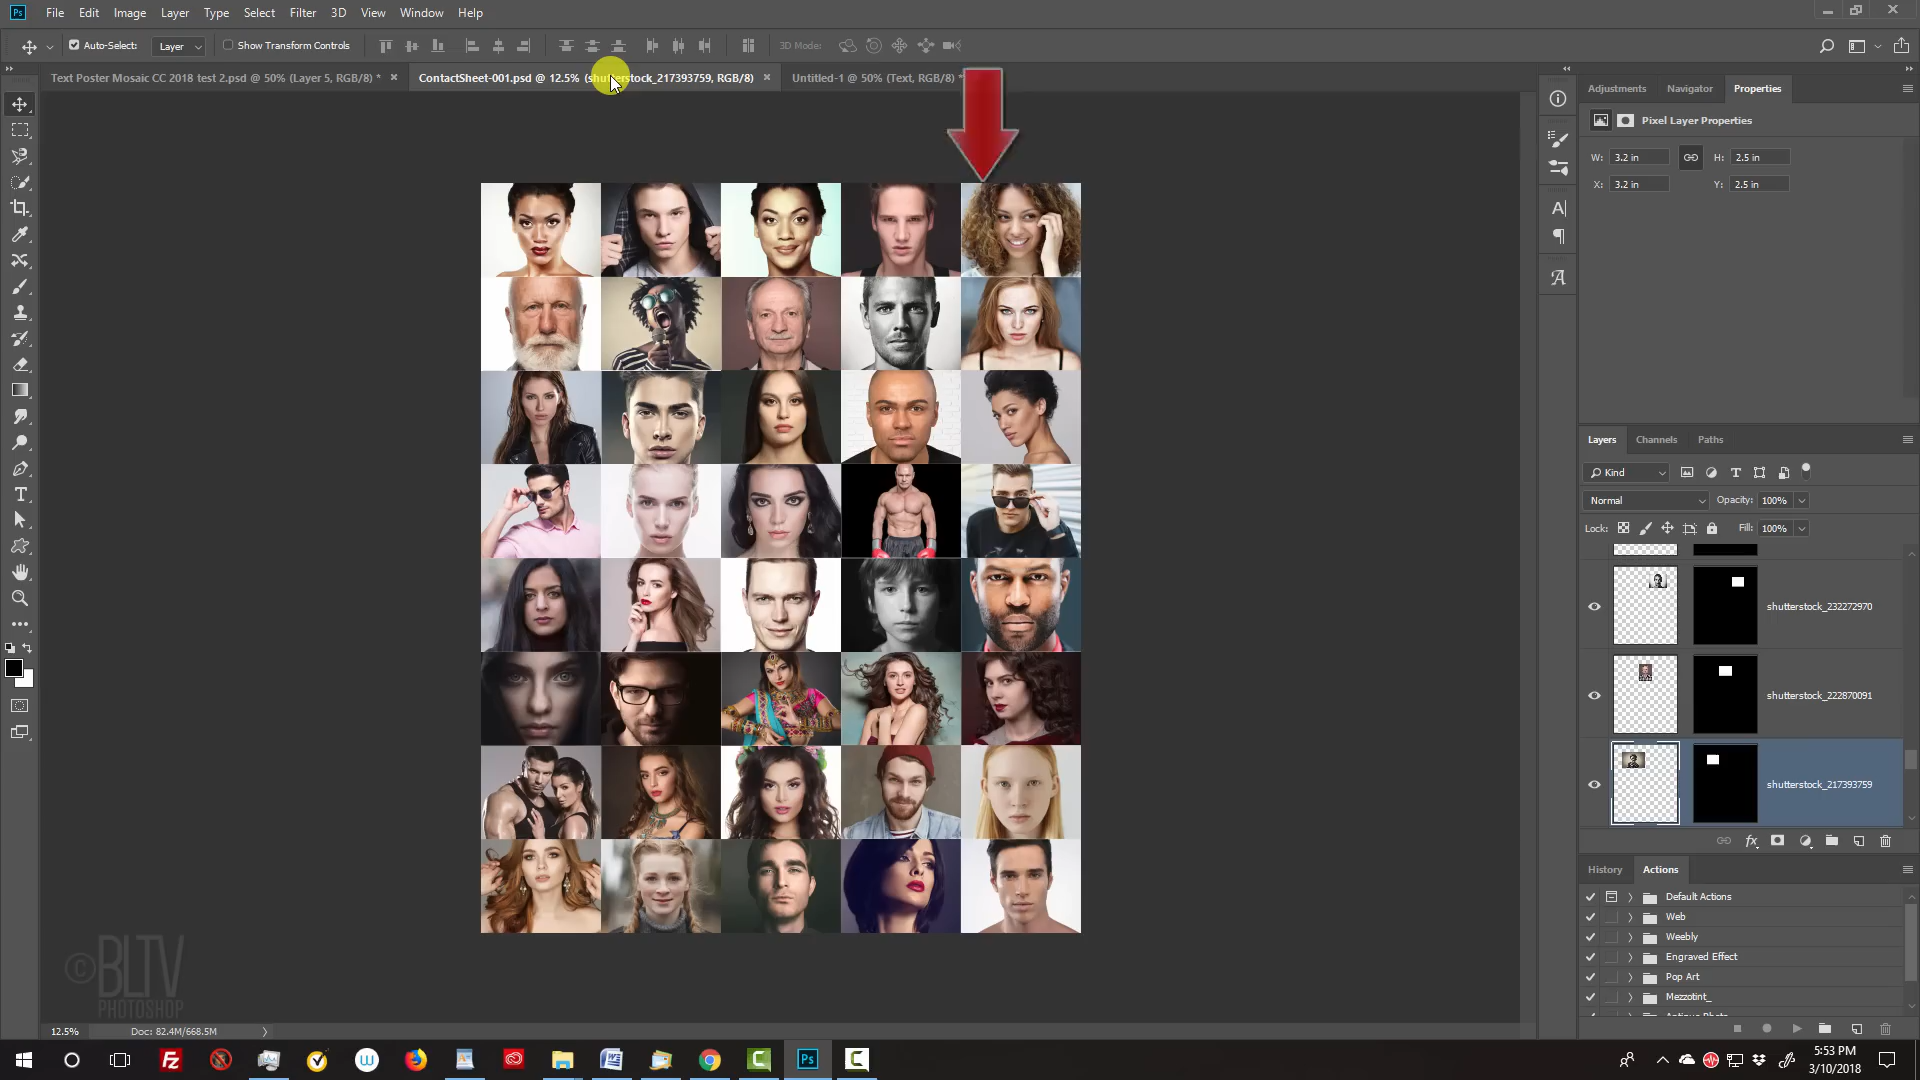 Ps File Edit Image Layer Type Select Filter 3D View Window Help
Auto-Select: Layer Show Transform Controls 3D Mode:
Text Poster Mosaic CC 2018 test 2.psd @ 50% (Layer 5, RGB/8) * ContactSheet-001.psd @ 12.5% (shutterstock_217393759, RGB/8) Untitled-1 @ 50% (Text, RGB/8) *
Adjustments Navigator Properties
Pixel Layer Properties
W: 3.2 in H: 2.5 in
X: 3.2 in Y: 2.5 in
Layers Channels Paths
Kind
Normal Opacity: 100%
Lock: Fill: 100%
shutterstock_232272970
shutterstock_222870091
shutterstock_217393759
History Actions
Default Actions
Web
Weebly
Engraved Effect
Pop Art
Mezzotint_
©BLTV
PHOTOSHOP
12.5% Doc: 82.4M/668.5M
5:53 PM
3/10/2018